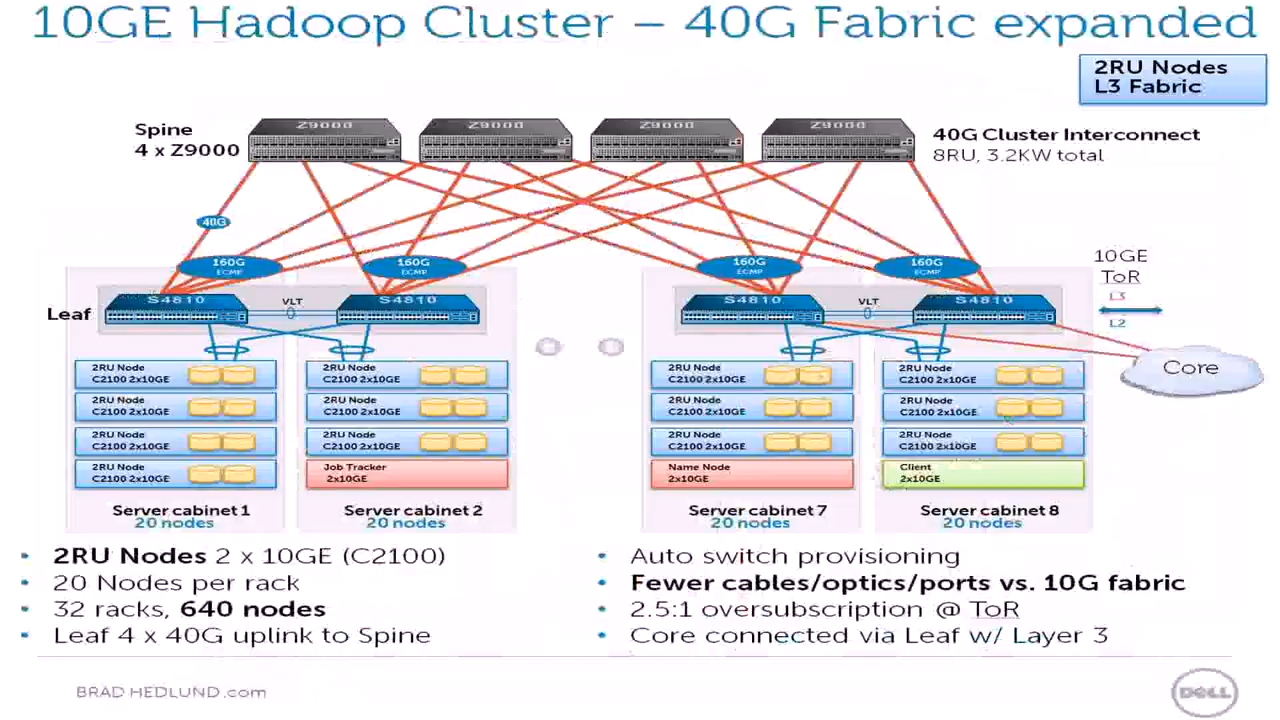 10GE Hadoop Cluster – 40G Fabric expanded
2RU Nodes
L3 Fabric
Spine
4 x Z9000
Z9000
Z9000
Z9000
Z9000
40G Cluster Interconnect
8RU, 3.2KW total
40G
160G
ECMP
160G
ECMP
160G
ECMP
160G
ECMP
10GE
ToR
L3
L2
Leaf
S4810
VLT
S4810
S4810
VLT
S4810
Core
2RU Node
C2100 2x10GE
2RU Node
C2100 2x10GE
2RU Node
C2100 2x10GE
2RU Node
C2100 2x10GE
Server cabinet 1
20 nodes
2RU Node
C2100 2x10GE
2RU Node
C2100 2x10GE
2RU Node
C2100 2x10GE
Job Tracker
2x10GE
Server cabinet 2
20 nodes
2RU Node
C2100 2x10GE
2RU Node
C2100 2x10GE
2RU Node
C2100 2x10GE
Name Node
2x10GE
Server cabinet 7
20 nodes
2RU Node
C2100 2x10GE
2RU Node
C2100 2x10GE
2RU Node
C2100 2x10GE
Client
2x10GE
Server cabinet 8
20 nodes
• 2RU Nodes 2 x 10GE (C2100)
• 20 Nodes per rack
• 32 racks, 640 nodes
• Leaf 4 x 40G uplink to Spine
• Auto switch provisioning
• Fewer cables/optics/ports vs. 10G fabric
• 2.5:1 oversubscription @ ToR
• Core connected via Leaf w/ Layer 3
BRAD HEDLUND.com
DELL